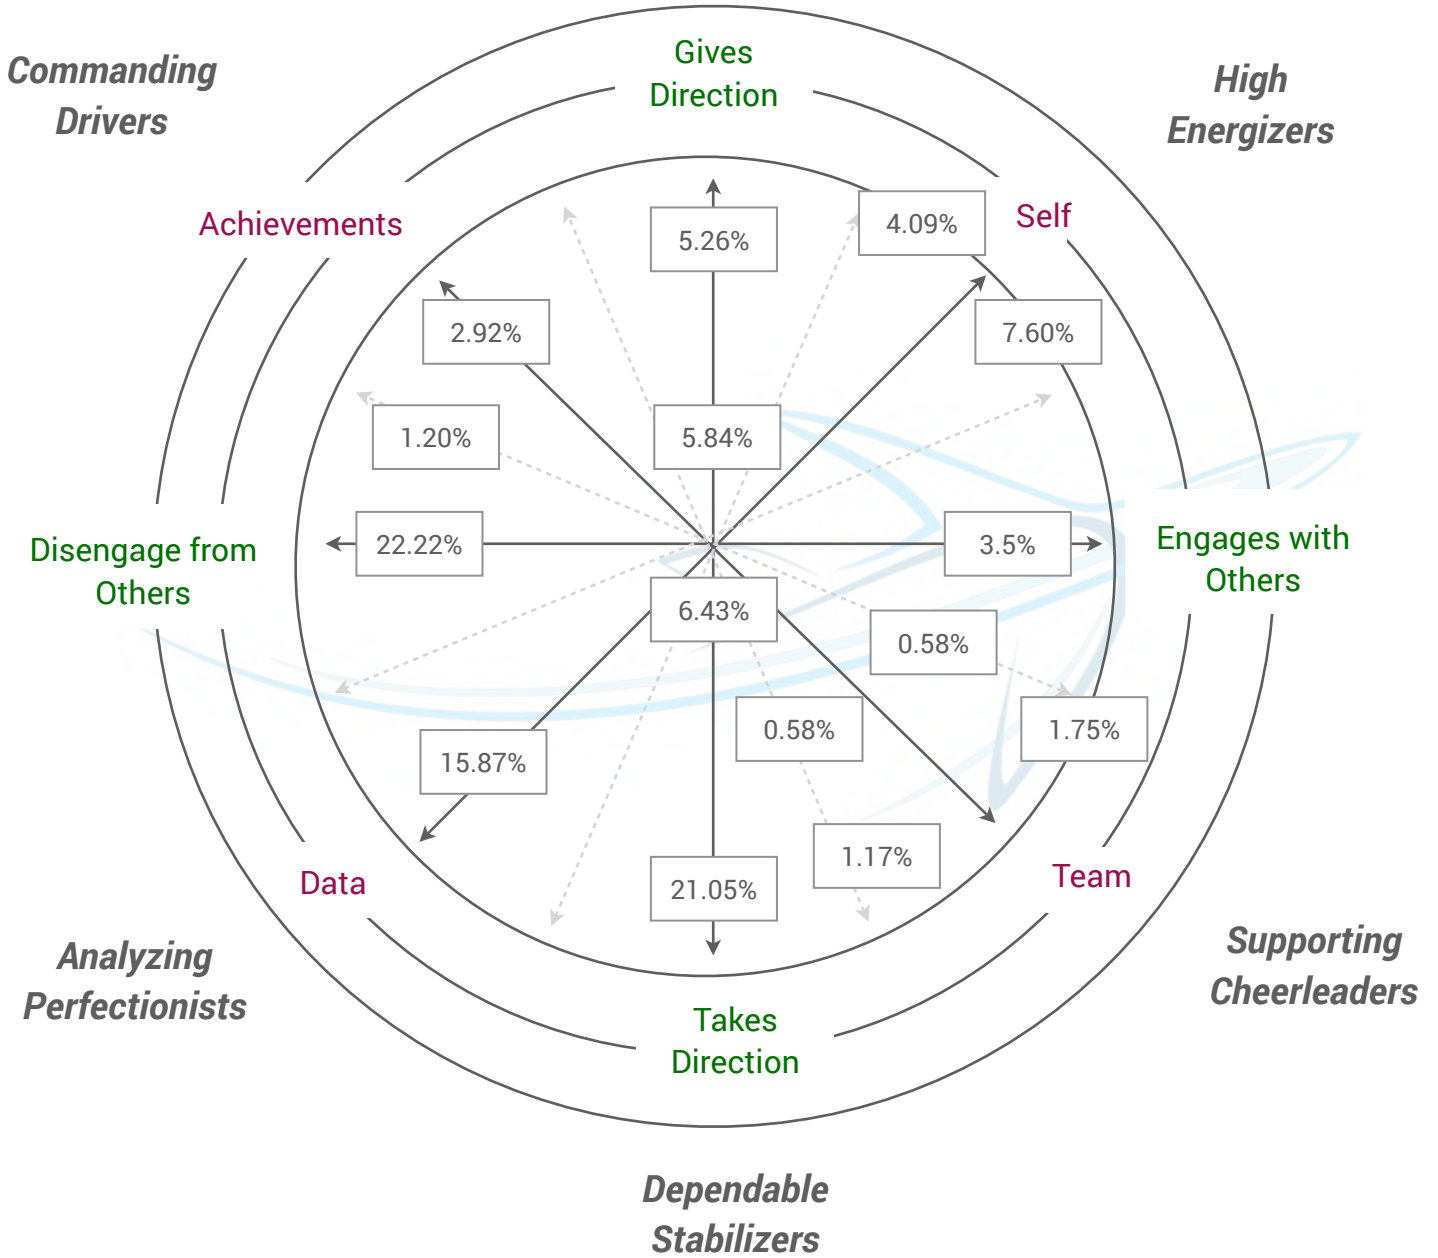 Commanding
Drivers
Gives
Direction
High
Energizers
Achievements
Self
4.09%
5.26%
2.92%
7.60%
1.20%
5.84%
Disengage from
Others
22.22%
3.5%
Engages with
Others
6.43%
0.58%
0.58%
1.75%
15.87%
1.17%
21.05%
Data
Team
Analyzing
Perfectionists
Takes
Direction
Supporting
Cheerleaders
Dependable
Stabilizers